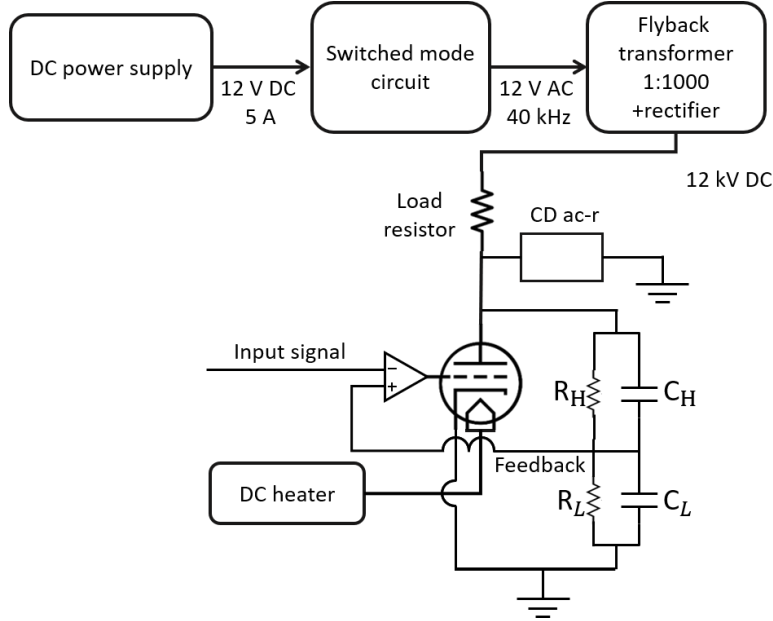 DC power supply
12 V DC
5 A
Switched mode
circuit
12 V AC
40 kHz
Flyback
transformer
1:1000
+rectifier
12 kV DC
Load
resistor
CD ac-r
Input signal
−
+
R_H
C_H
Feedback
DC heater
R_L
C_L